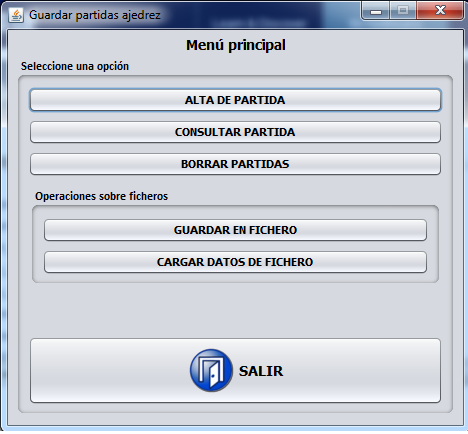 Guardar partidas ajedrez
Menú principal
Seleccione una opción
ALTA DE PARTIDA
CONSULTAR PARTIDA
BORRAR PARTIDAS
Operaciones sobre ficheros
GUARDAR EN FICHERO
CARGAR DATOS DE FICHERO
SALIR